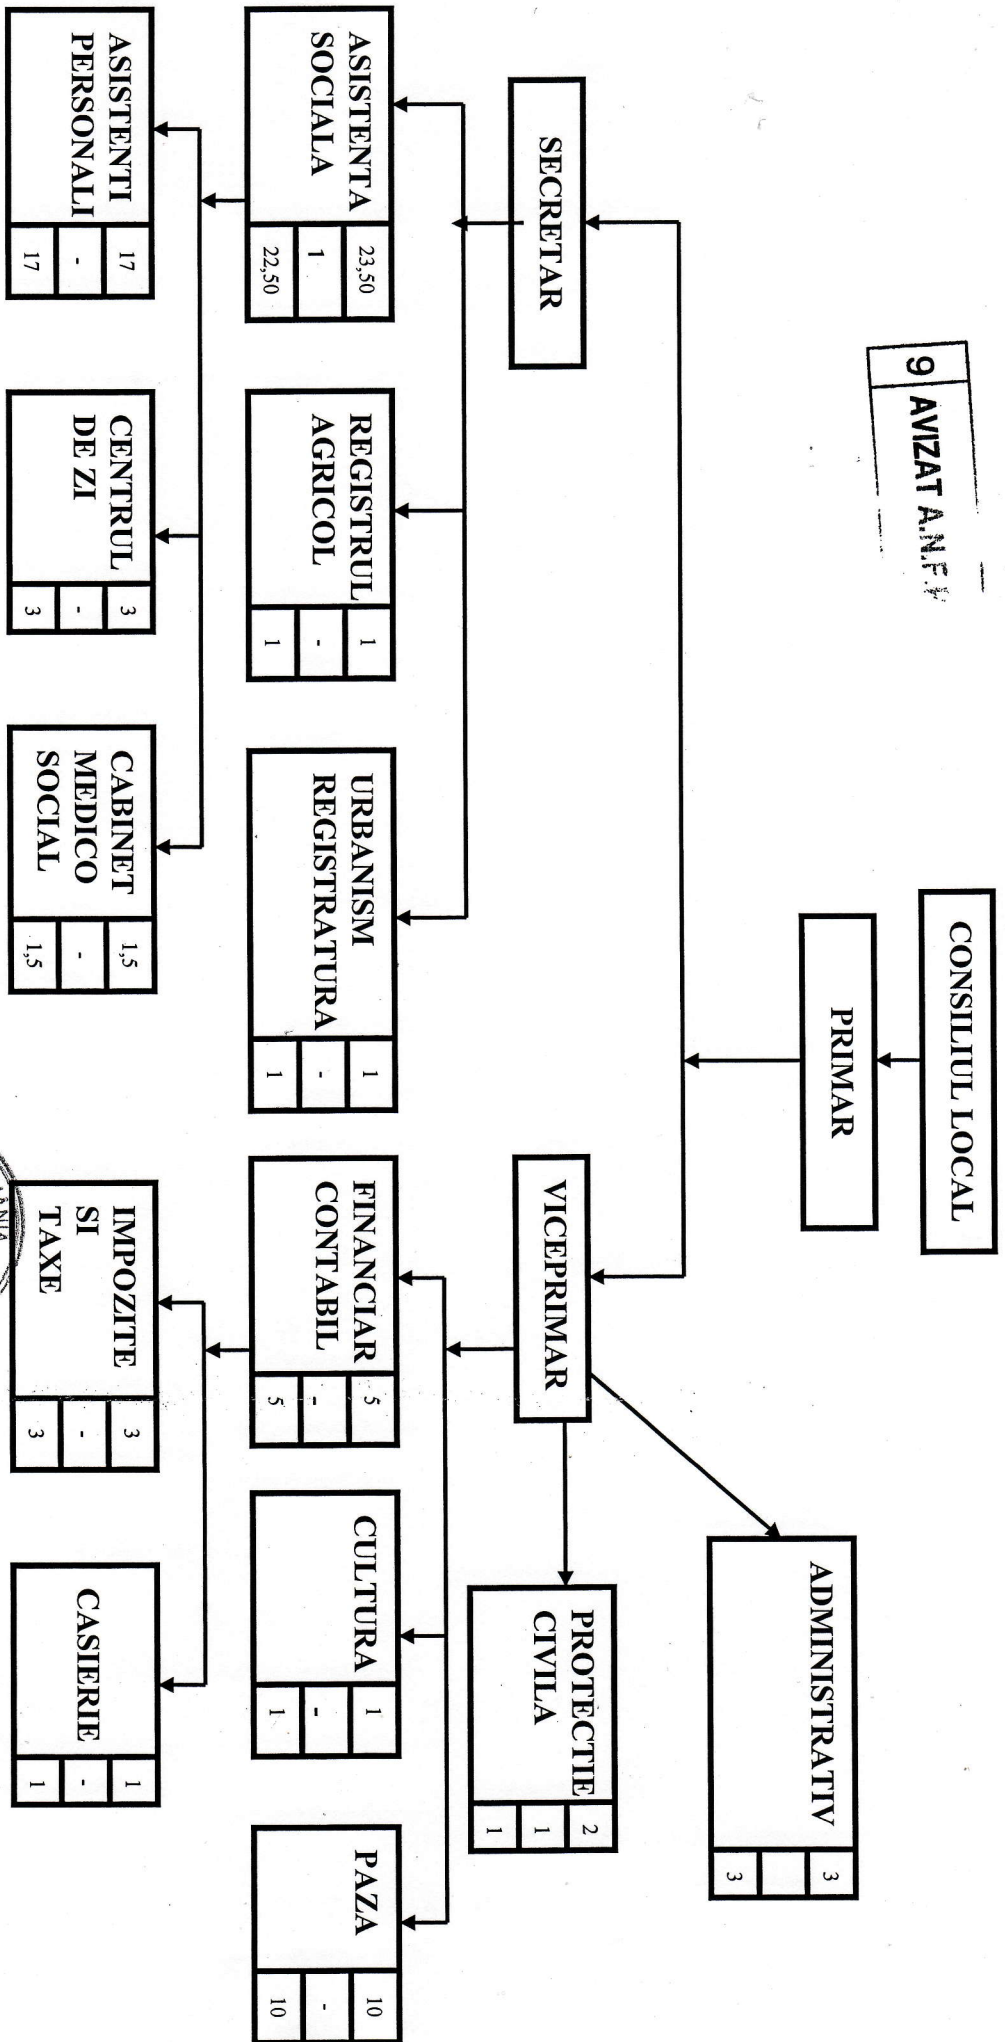 9 AVIZAT A.N.F.
CONSILIUL LOCAL
PRIMAR
ADMINISTRATIV
3
3
SECRETAR
VICEPRIMAR
PROTECTIE
CIVILA
2
1
1
ASISTENTA
SOCIALA
23,50
1
22,50
REGISTRUL
AGRICOL
1
-
1
URBANISM
REGISTRATURA
1
-
1
FINANCIAR
CONTABIL
5
-
5
CULTURA
1
-
1
PAZA
10
-
10
ASISTENTI
PERSONALI
17
-
17
CENTRUL
DE ZI
3
-
3
CABINET
MEDICO
SOCIAL
1,5
-
1,5
IMPOZITE
SI
TAXE
3
-
3
CASIERIE
1
-
1